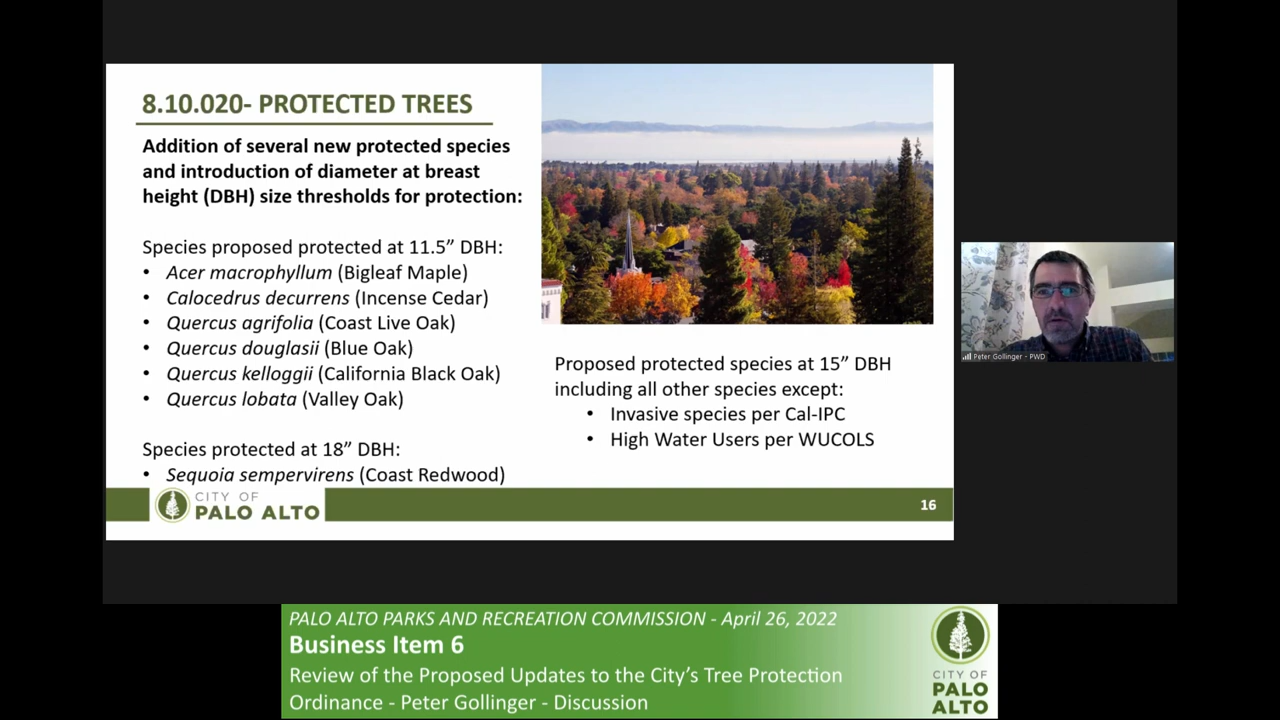 8.10.020- PROTECTED TREES
Addition of several new protected species
and introduction of diameter at breast
height (DBH) size thresholds for protection:
Species proposed protected at 11.5” DBH:
• Acer macrophyllum (Bigleaf Maple)
• Calocedrus decurrens (Incense Cedar)
• Quercus agrifolia (Coast Live Oak)
• Quercus douglasii (Blue Oak)
• Quercus kelloggii (California Black Oak)
• Quercus lobata (Valley Oak)
Species protected at 18” DBH:
• Sequoia sempervirens (Coast Redwood)
Proposed protected species at 15” DBH
including all other species except:
• Invasive species per Cal-IPC
• High Water Users per WUCOLS
CITY OF
PALO ALTO
16
Peter Gollinger - PWD
PALO ALTO PARKS AND RECREATION COMMISSION - April 26, 2022
Business Item 6
Review of the Proposed Updates to the City’s Tree Protection
Ordinance - Peter Gollinger - Discussion
CITY OF
PALO
ALTO